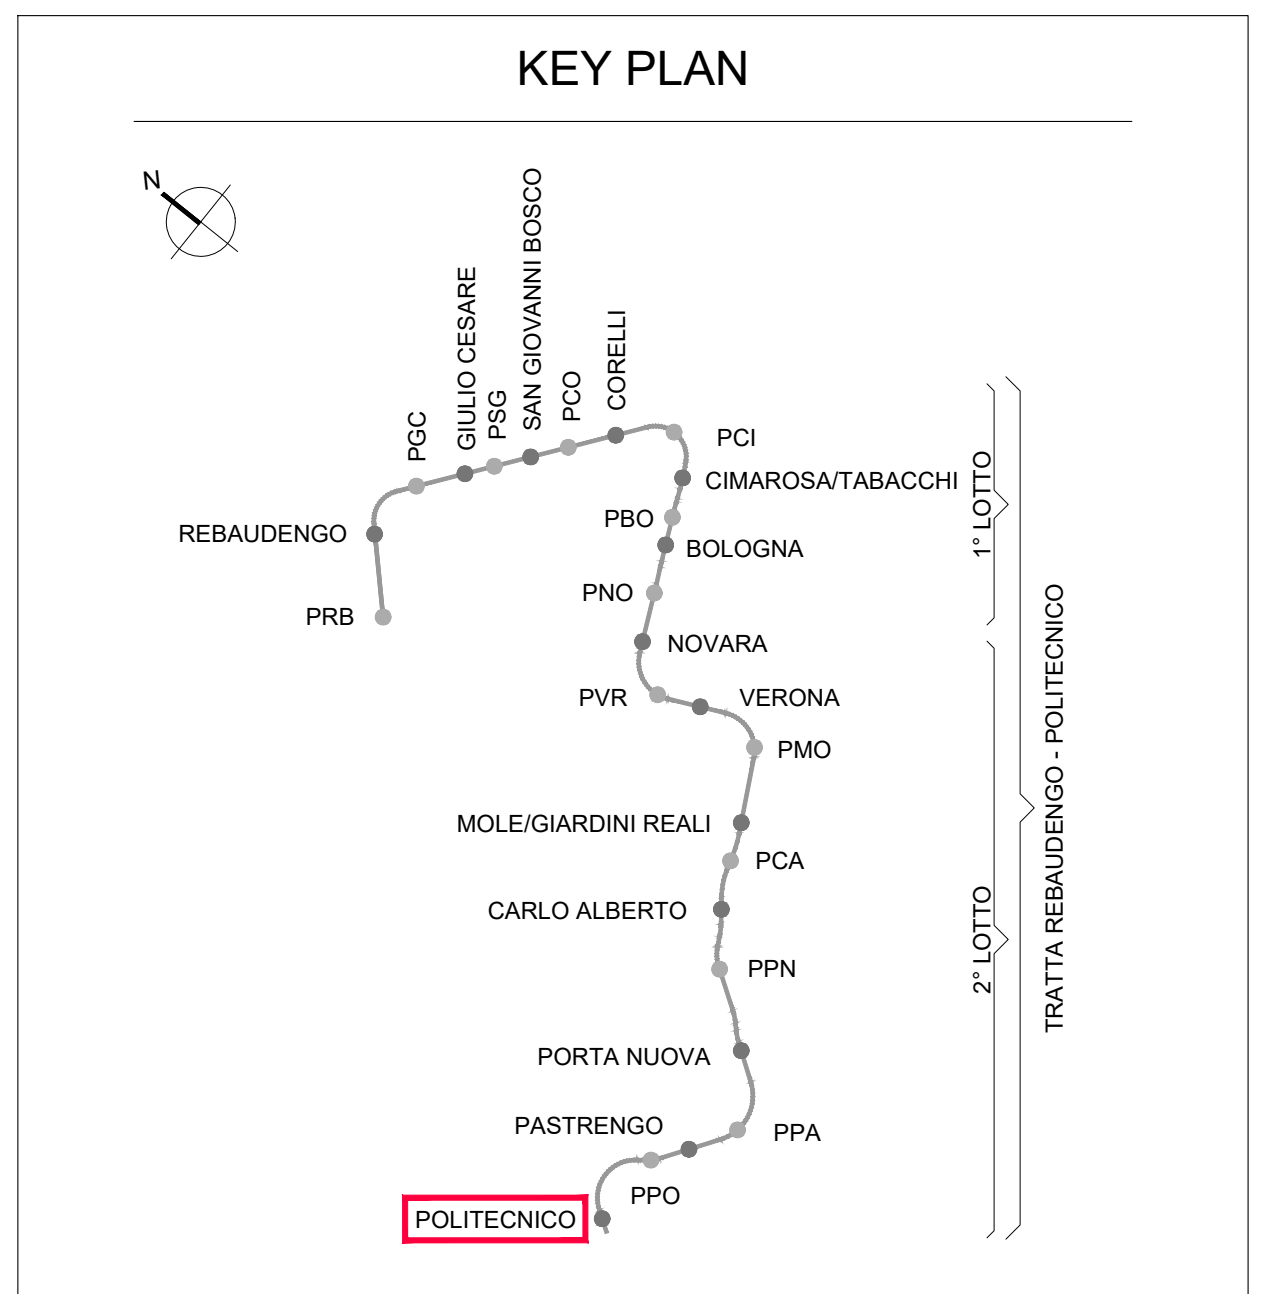 KEY PLAN
N
PGC
GIULIO CESARE
PSG
SAN GIOVANNI BOSCO
PCO
CORELLI
PCI
CIMAROSA/TABACCHI
REBAUDENGO
PBO
BOLOGNA
PNO
PRB
NOVARA
PVR
VERONA
PMO
MOLE/GIARDINI REALI
PCA
CARLO ALBERTO
PPN
PORTA NUOVA
PASTRENGO
PPA
PPO
POLITECNICO
1° LOTTO
2° LOTTO
TRATTA REBAUDENGO - POLITECNICO